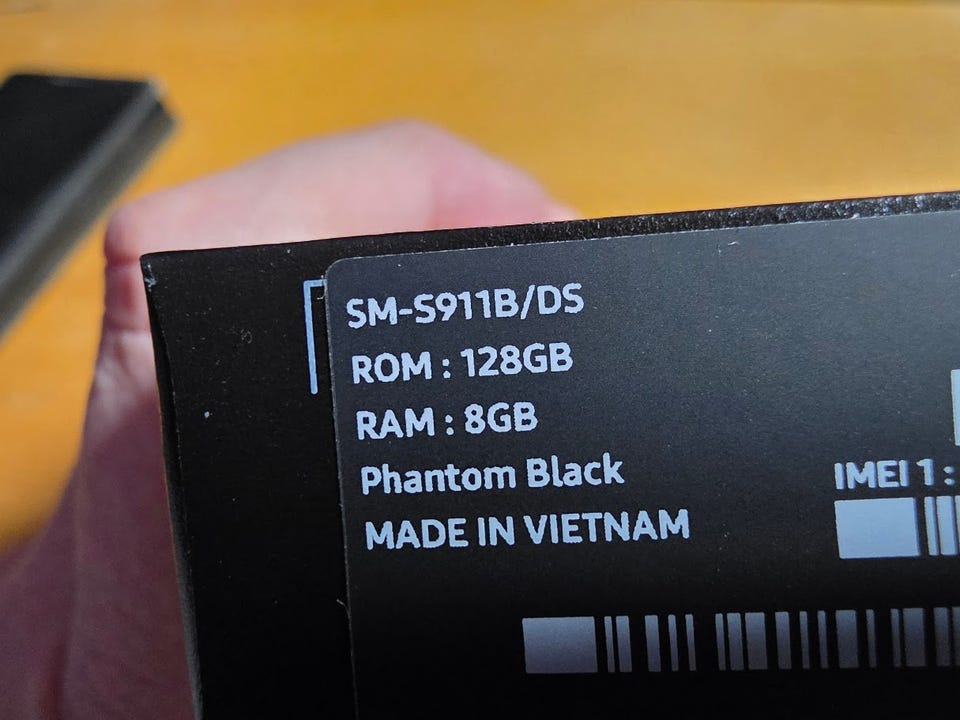 SM-S911B/DS
ROM : 128GB
RAM : 8GB
Phantom Black
MADE IN VIETNAM
IMEI 1 :